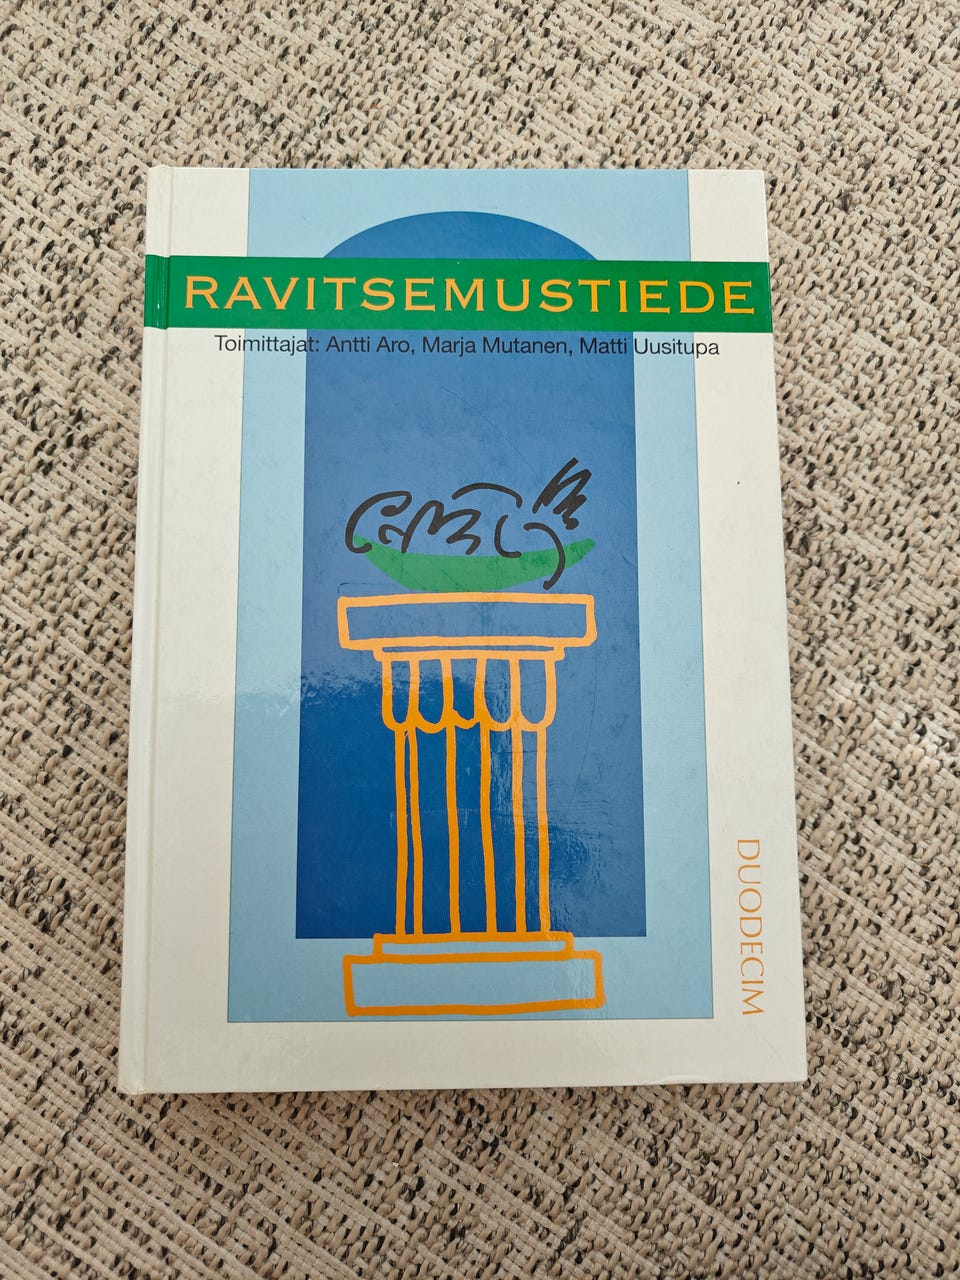 RAVITSEMUSTIEDE
Toimittajat: Antti Aro, Marja Mutanen, Matti Uusitupa
DUODECIM